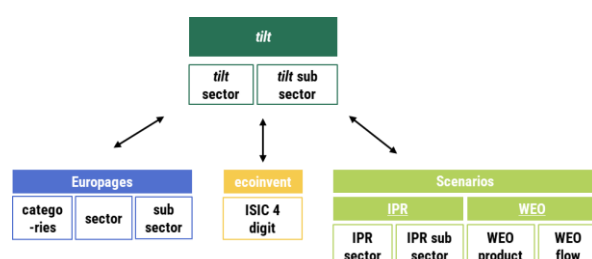 tilt
tilt tilt sub
sector sector
Europages ecoinvent Scenarios
catego sector sub ISIC 4 IPR WEO
-ries sector digit
IPR IPR sub WEO WEO
sector sector product flow